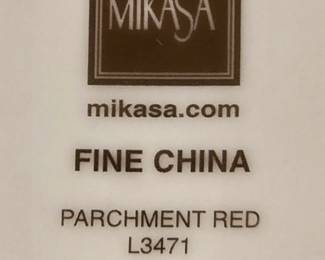 MIKASA
mikasa.com
FINE CHINA
PARCHMENT RED
L3471